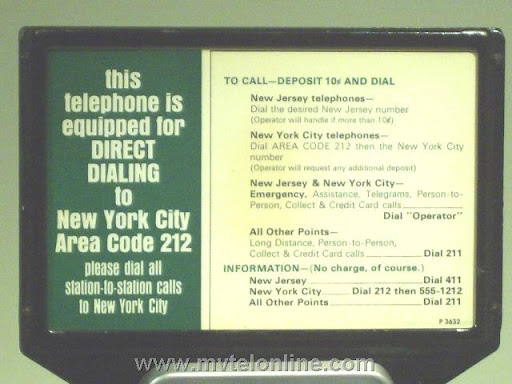 this
telephone is
equipped for
DIRECT
DIALING
to
New York City
Area Code 212
please dial all
station-to-station calls
to New York City
TO CALL—DEPOSIT 10¢ AND DIAL
New Jersey telephones—
Dial the desired New Jersey number
(Operator will handle if more than 10¢)
New York City telephones—
Dial AREA CODE 212 then the New York City
number
(Operator will request any additional deposit)
New Jersey & New York City—
Emergency, Assistance, Telegrams, Person-to-
Person, Collect & Credit Card calls
Dial "Operator"
All Other Points—
Long Distance, Person-to-Person,
Collect & Credit Card calls Dial 211
INFORMATION—(No charge, of course.)
New Jersey Dial 411
New York City Dial 212 then 555-1212
All Other Points Dial 211
P 3632
www.mytelonline.com